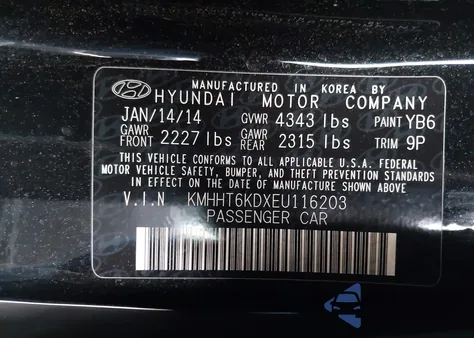 MANUFACTURED IN KOREA BY
HYUNDAI MOTOR COMPANY
JAN/14/14 GVWR 4343 lbs PAINT YB6
GAWR FRONT 2227 lbs GAWR REAR 2315 lbs TRIM 9P
THIS VEHICLE CONFORMS TO ALL APPLICABLE U.S.A. FEDERAL
MOTOR VEHICLE SAFETY, BUMPER, AND THEFT PREVENTION STANDARDS
IN EFFECT ON THE DATE OF MANUFACTURE SHOWN ABOVE.
V.I.N KMHHT6KDXEU116203
PASSENGER CAR